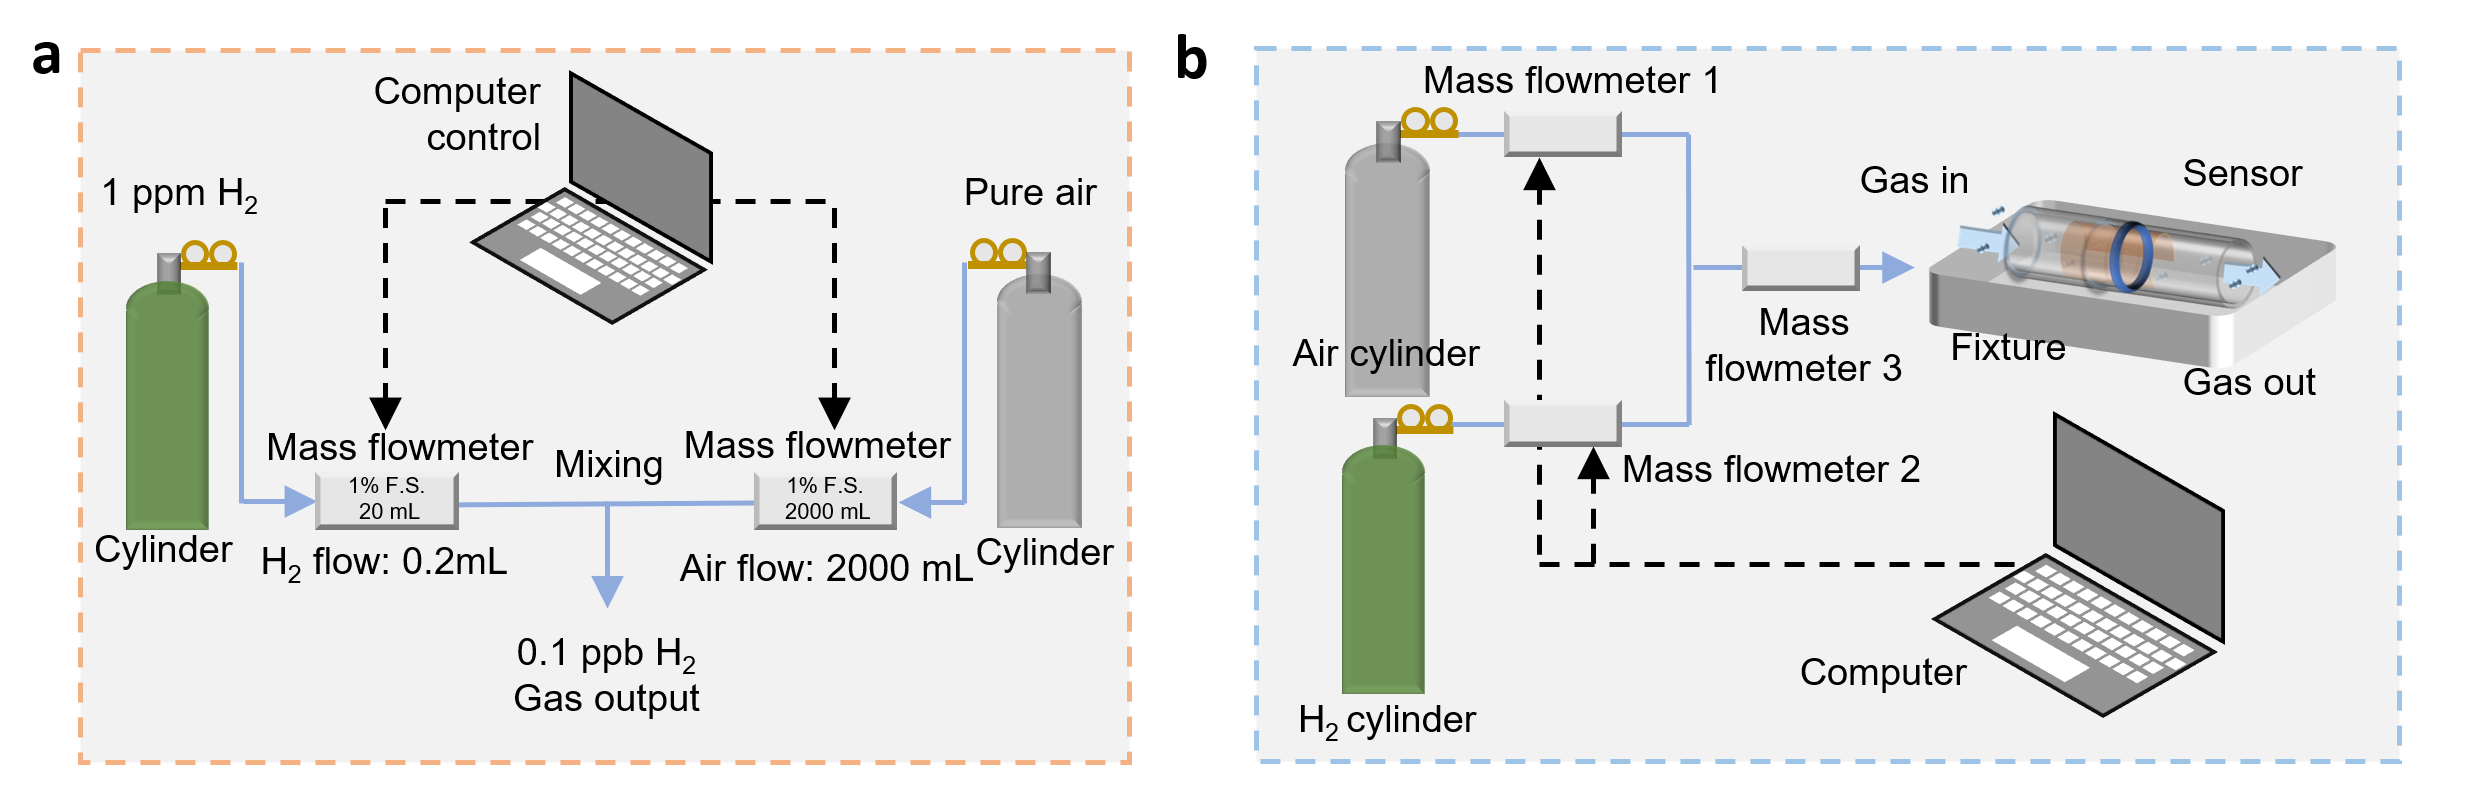 a
Computer
control
1 ppm H₂
Pure air
Mass flowmeter
1% F.S.
20 mL
Mixing
Mass flowmeter
1% F.S.
2000 mL
Cylinder
H₂ flow: 0.2mL
Air flow: 2000 mL
Cylinder
0.1 ppb H₂
Gas output
b
Mass flowmeter 1
Gas in
Sensor
Air cylinder
Mass
flowmeter 3
Fixture
Gas out
Mass flowmeter 2
Computer
H₂ cylinder